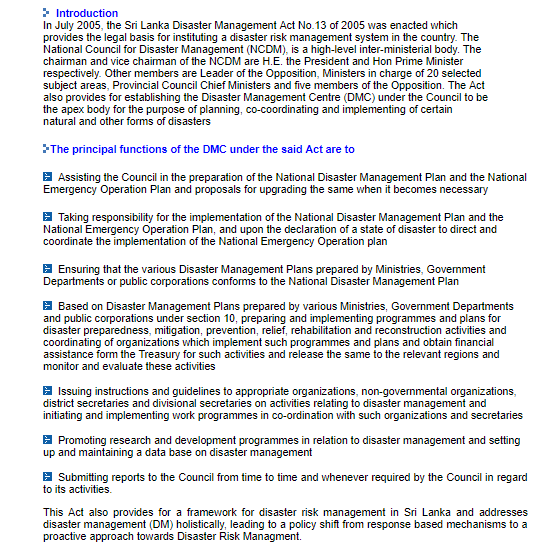 Introduction
In July 2005, the Sri Lanka Disaster Management Act No.13 of 2005 was enacted which
provides the legal basis for instituting a disaster risk management system in the country. The
National Council for Disaster Management (NCDM), is a high-level inter-ministerial body. The
chairman and vice chairman of the NCDM are H.E. the President and Hon Prime Minister
respectively. Other members are Leader of the Opposition, Ministers in charge of 20 selected
subject areas, Provincial Council Chief Ministers and five members of the Opposition. The Act
also provides for establishing the Disaster Management Centre (DMC) under the Council to be
the apex body for the purpose of planning, co-coordinating and implementing of certain
natural and other forms of disasters
The principal functions of the DMC under the said Act are to
Assisting the Council in the preparation of the National Disaster Management Plan and the National
Emergency Operation Plan and proposals for upgrading the same when it becomes necessary
Taking responsibility for the implementation of the National Disaster Management Plan and the
National Emergency Operation Plan, and upon the declaration of a state of disaster to direct and
coordinate the implementation of the National Emergency Operation plan
Ensuring that the various Disaster Management Plans prepared by Ministries, Government
Departments or public corporations conforms to the National Disaster Management Plan
Based on Disaster Management Plans prepared by various Ministries, Government Departments
and public corporations under section 10, preparing and implementing programmes and plans for
disaster preparedness, mitigation, prevention, relief, rehabilitation and reconstruction activities and
coordinating of organizations which implement such programmes and plans and obtain financial
assistance form the Treasury for such activities and release the same to the relevant regions and
monitor and evaluate these activities
Issuing instructions and guidelines to appropriate organizations, non-governmental organizations,
district secretaries and divisional secretaries on activities relating to disaster management and
initiating and implementing work programmes in co-ordination with such organizations and secretaries
Promoting research and development programmes in relation to disaster management and setting
up and maintaining a data base on disaster management
Submitting reports to the Council from time to time and whenever required by the Council in regard
to its activities.
This Act also provides for a framework for disaster risk management in Sri Lanka and addresses
disaster management (DM) holistically, leading to a policy shift from response based mechanisms to a
proactive approach towards Disaster Risk Managment.